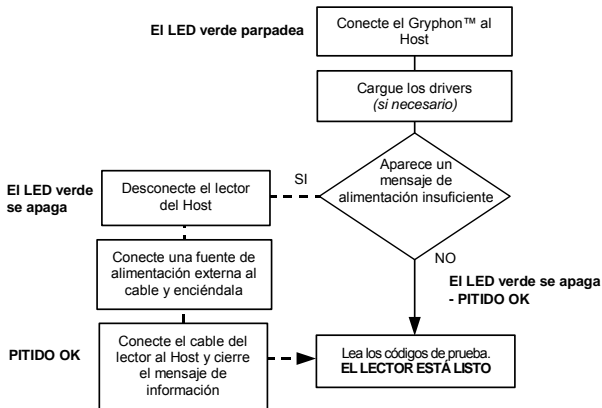 El LED verde parpadea
Conecte el Gryphon™ al
Host
Cargue los drivers
(si necesario)
Aparece un
mensaje de
alimentación insuficiente
SI
El LED verde
se apaga
Desconecte el lector
del Host
Conecte una fuente de
alimentación externa al
cable y enciéndala
NO
El LED verde se apaga
- PITIDO OK
PITIDO OK
Conecte el cable del
lector al Host y cierre
el mensaje de
información
Lea los códigos de prueba.
EL LECTOR ESTÁ LISTO